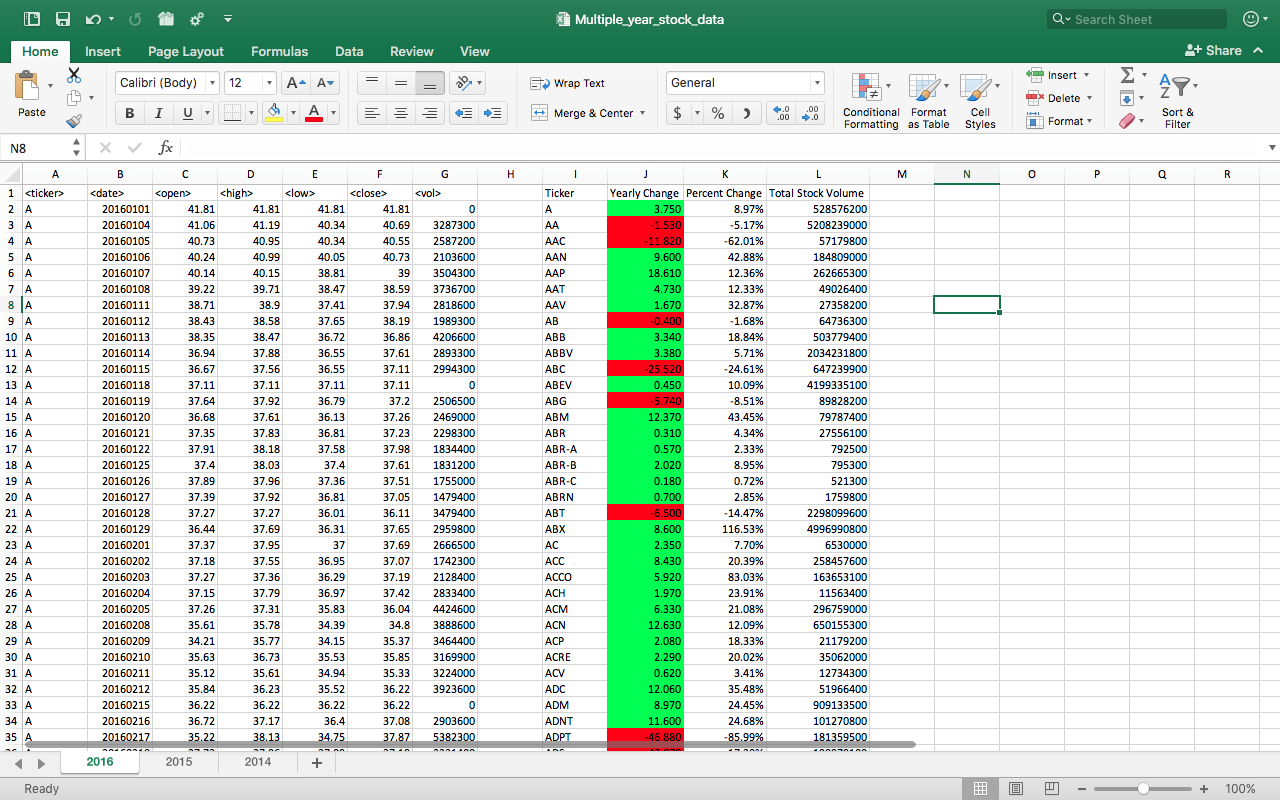 Multiple_year_stock_data
Search Sheet
Home Insert Page Layout Formulas Data Review View
Share
Paste
Calibri (Body) 12 A A
B I U A
Wrap Text
Merge & Center
General
$ % .0 .00 .00 .0
Conditional Formatting
Format as Table
Cell Styles
Insert
Delete
Format
Sort & Filter
N8 fx
A B C D E F G H I J K L M N O P Q R
1 <ticker> <date> <open> <high> <low> <close> <vol> Ticker Yearly Change Percent Change Total Stock Volume
2 A 20160101 41.81 41.81 41.81 41.81 0 A 3.750 8.97% 528576200
3 A 20160104 41.06 41.19 40.34 40.69 3287300 AA -1.530 -5.17% 5208239000
4 A 20160105 40.73 40.95 40.34 40.55 2587200 AAC -11.820 -62.01% 57179800
5 A 20160106 40.24 40.99 40.05 40.73 2103600 AAN 9.600 42.88% 184809000
6 A 20160107 40.14 40.15 38.81 39 3504300 AAP 18.610 12.36% 262665300
7 A 20160108 39.22 39.71 38.47 38.59 3736700 AAT 4.730 12.33% 49026400
8 A 20160111 38.71 38.9 37.41 37.94 2818600 AAV 1.670 32.87% 27358200
9 A 20160112 38.43 38.58 37.65 38.19 1989300 AB -0.400 -1.68% 64736300
10 A 20160113 38.35 38.47 36.72 36.86 4206600 ABB 3.340 18.84% 503779400
11 A 20160114 36.94 37.88 36.55 37.61 2893300 ABBV 3.380 5.71% 2034231800
12 A 20160115 36.67 37.56 36.55 37.11 2994300 ABC -25.520 -24.61% 647239900
13 A 20160118 37.11 37.11 37.11 37.11 0 ABEV 0.450 10.09% 4199335100
14 A 20160119 37.64 37.92 36.79 37.2 2506500 ABG -5.740 -8.51% 89828200
15 A 20160120 36.68 37.61 36.13 37.26 2469000 ABM 12.370 43.45% 79787400
16 A 20160121 37.35 37.83 36.81 37.23 2298300 ABR 0.310 4.34% 27556100
17 A 20160122 37.91 38.18 37.58 37.98 1834400 ABR-A 0.570 2.33% 792500
18 A 20160125 37.4 38.03 37.4 37.61 1831200 ABR-B 2.020 8.95% 795300
19 A 20160126 37.89 37.96 37.36 37.51 1755000 ABR-C 0.180 0.72% 521300
20 A 20160127 37.39 37.92 36.81 37.05 1479400 ABRN 0.700 2.85% 1759800
21 A 20160128 37.27 37.27 36.01 36.11 3479400 ABT -6.500 -14.47% 2298099600
22 A 20160129 36.44 37.69 36.31 37.65 2959800 ABX 8.600 116.53% 4996990800
23 A 20160201 37.37 37.95 37 37.69 2666500 AC 2.350 7.70% 6530000
24 A 20160202 37.18 37.55 36.95 37.07 1742300 ACC 8.430 20.39% 258457600
25 A 20160203 37.27 37.36 36.29 37.19 2128400 ACCO 5.920 83.03% 163653100
26 A 20160204 37.15 37.79 36.97 37.42 2833400 ACH 1.970 23.91% 11563400
27 A 20160205 37.26 37.31 35.83 36.04 4424600 ACM 6.330 21.08% 296759000
28 A 20160208 35.61 35.78 34.39 34.8 3888600 ACN 12.630 12.09% 650155300
29 A 20160209 34.21 35.77 34.15 35.37 3464400 ACP 2.080 18.33% 21179200
30 A 20160210 35.63 36.73 35.53 35.85 3169900 ACRE 2.290 20.02% 35062000
31 A 20160211 35.12 35.61 34.94 35.33 3224000 ACV 0.620 3.41% 12734300
32 A 20160212 35.84 36.23 35.52 36.22 3923600 ADC 12.060 35.48% 51966400
33 A 20160215 36.22 36.22 36.22 36.22 0 ADM 8.970 24.45% 909133500
34 A 20160216 36.72 37.17 36.4 37.08 2903600 ADNT 11.600 24.68% 101270800
35 A 20160217 35.22 38.13 34.75 37.87 5382300 ADPT -46.880 -85.99% 181359500
2016 2015 2014 +
Ready 100%